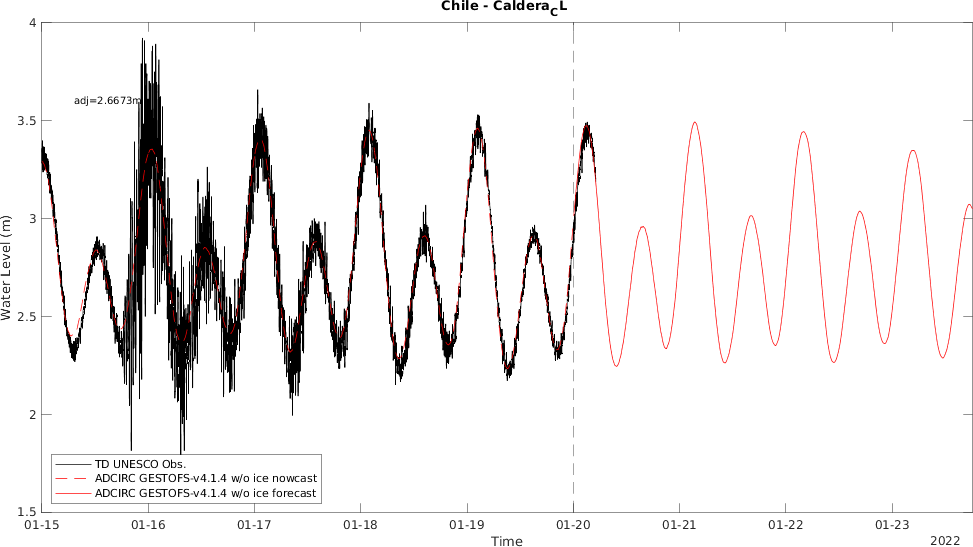 Chile - Caldera_CL
4
adj=2.6673m
3.5
3
Water Level (m)
2.5
2
TD UNESCO Obs.
ADCIRC GESTOFS-v4.1.4 w/o ice nowcast
ADCIRC GESTOFS-v4.1.4 w/o ice forecast
1.5
01-15 01-16 01-17 01-18 01-19 01-20 01-21 01-22 01-23
Time
2022